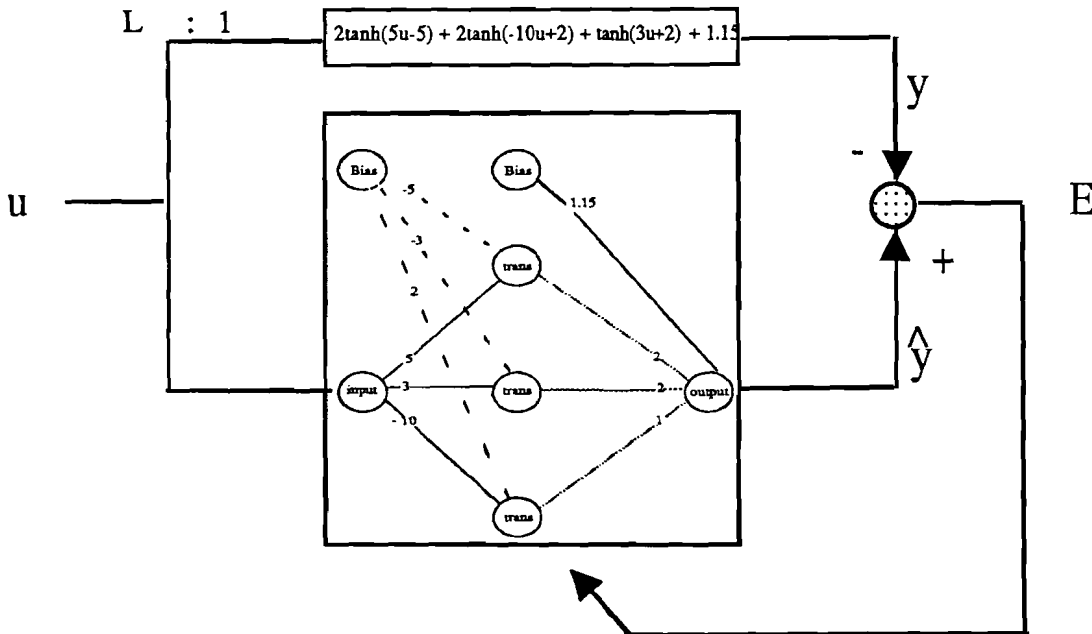 L : 1
2tanh(5u-5) + 2tanh(-10u+2) + tanh(3u+2) + 1.15
y
-
Bias
Bias
-5
1.15
u
E
-3
+
trans
2
ŷ
5
2
input
3
trans
2
output
- 10
1
trans